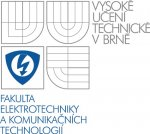 VYSOKÉ
UČENÍ
TECHNICKÉ
V BRNĚ
FAKULTA
ELEKTROTECHNIKY
A KOMUNIKAČNÍCH
TECHNOLOGIÍ